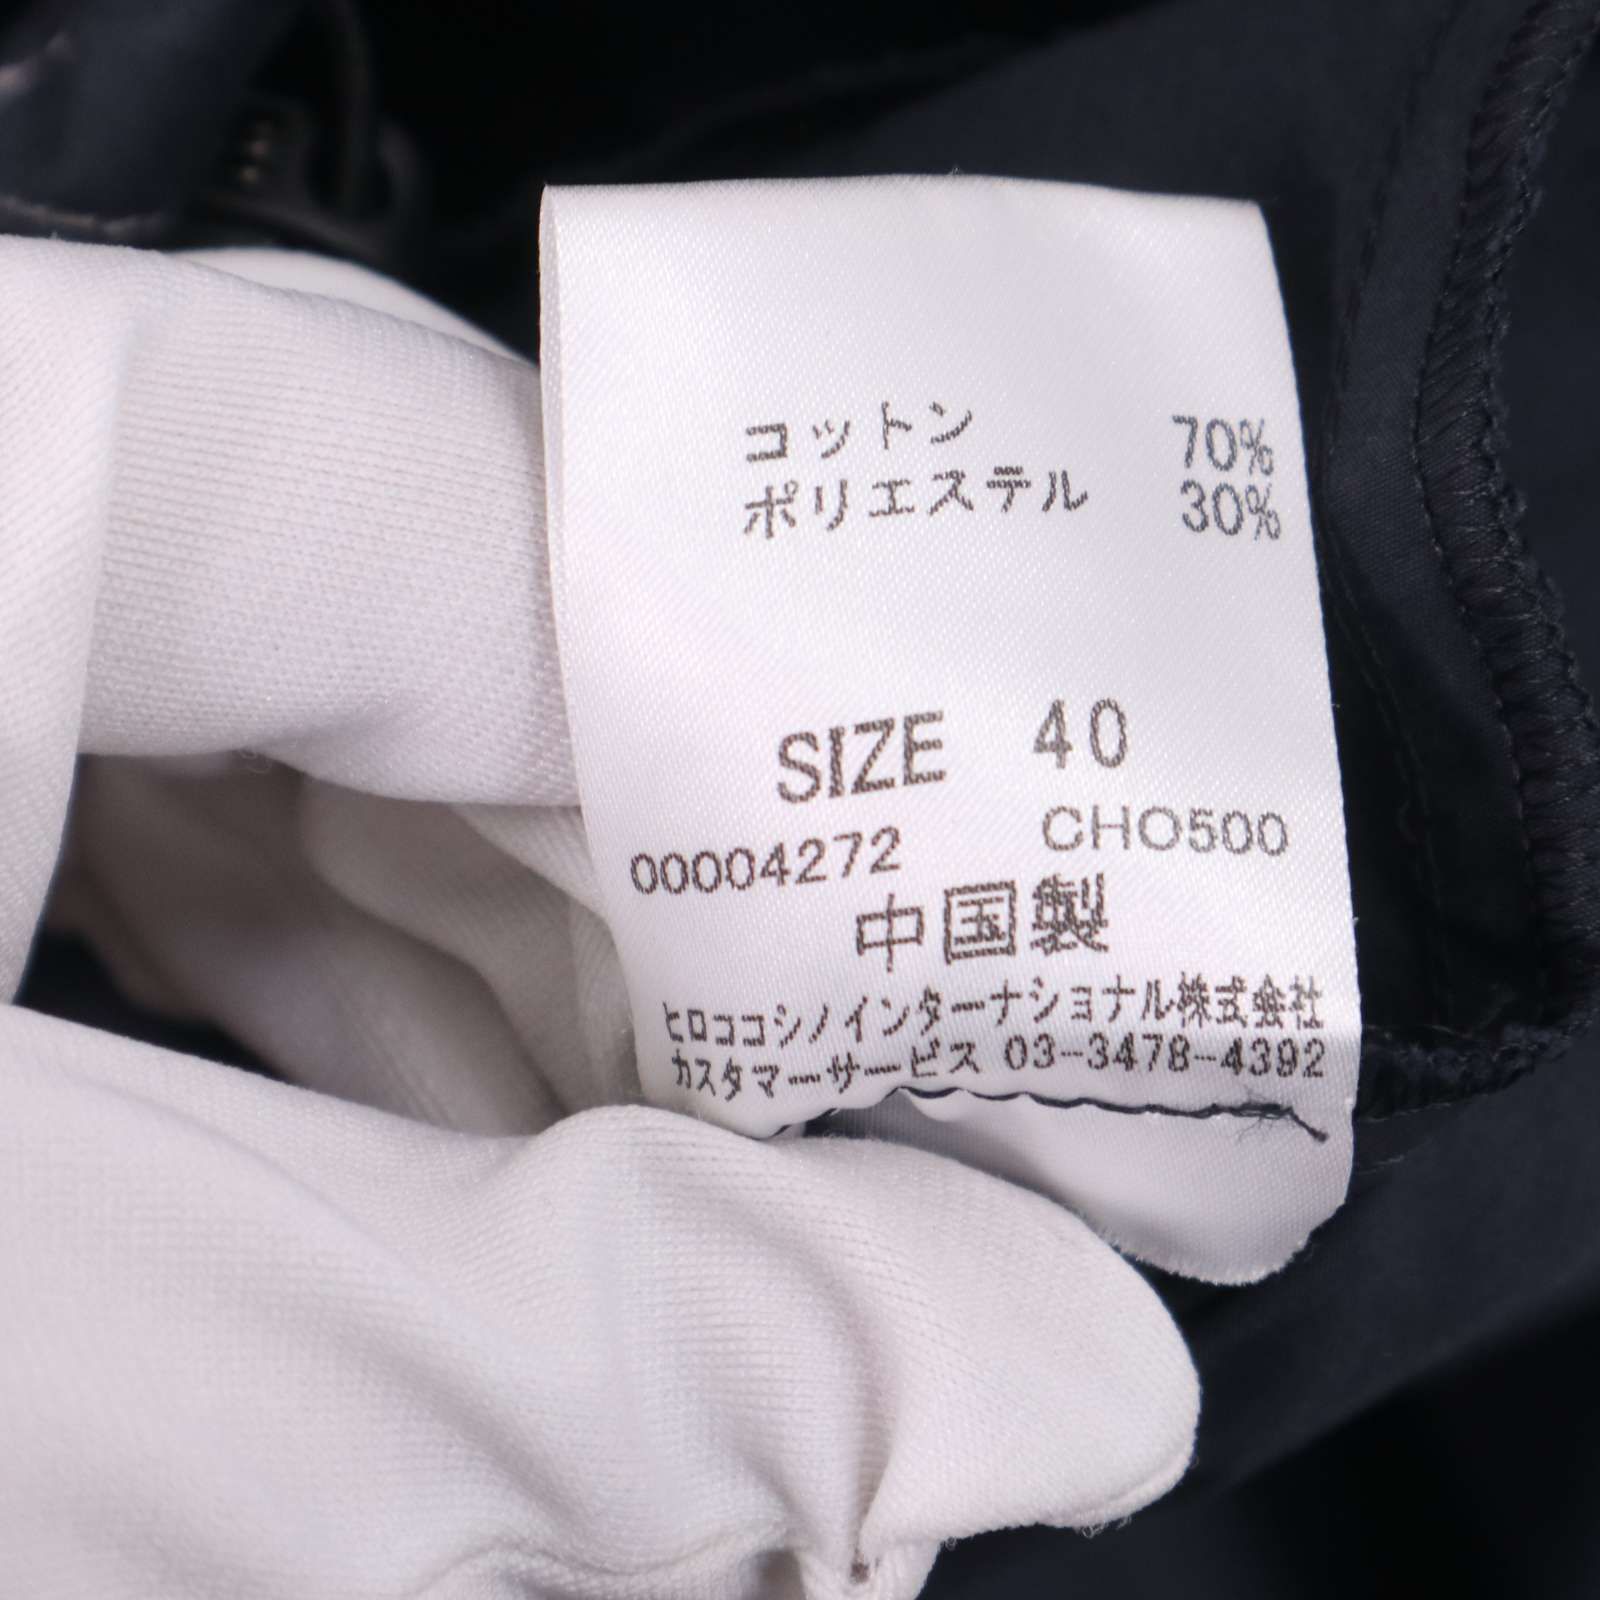 コットン 70%
ポリエステル 30%
SIZE 40
00004272 CHO500
中国製
ヒロココシノインターナショナル株式会社
カスタマーサービス 03-3478-4392